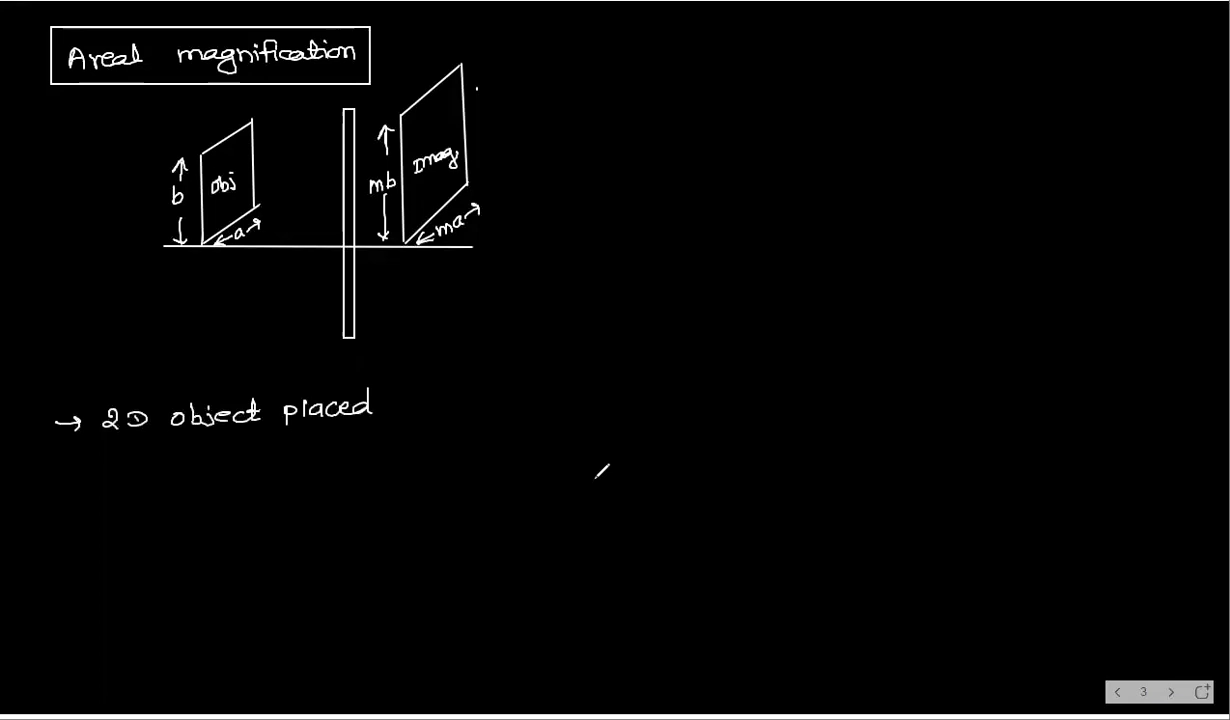 Areal magnification
b
obj
a
mb
Imag
ma
→ 2D object placed
< 3 >